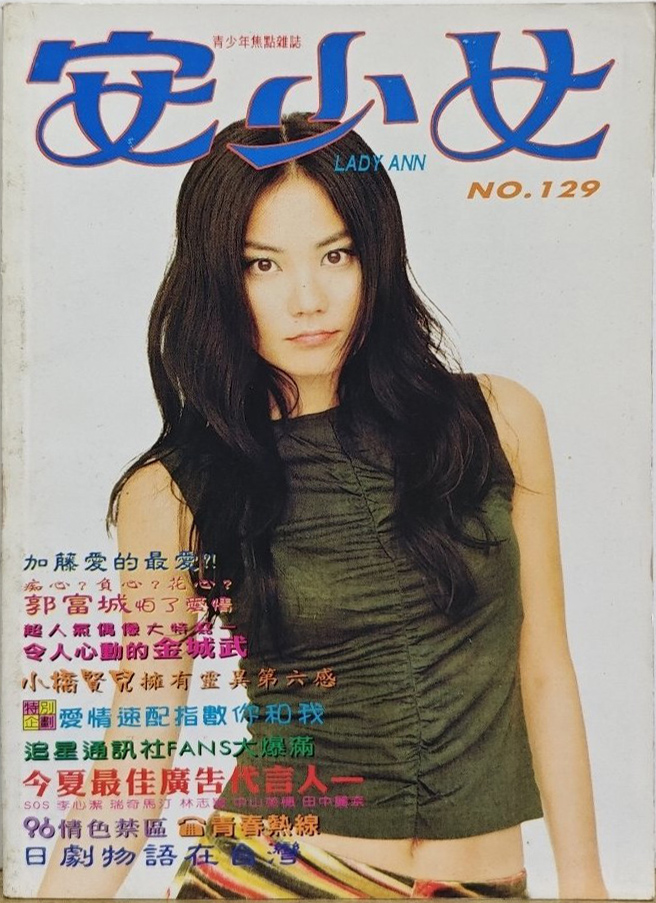 青少年焦點雜誌
安少女
LADY ANN
NO.129
加藤愛的最愛?!
痴心?負心?花心?
郭富城怕了愛情
超人氣偶像大特寫一
令人心動的金城武
小橋賢兒擁有靈異第六感
特別企劃 愛情速配指數你和我
追星通訊社FANS大爆滿
今夏最佳廣告代言人一
SOS 李心潔 瑞奇馬汀 林志 中山美穗 田中麗奈
96情色禁區 ☎青春熱線
日劇物語在台灣